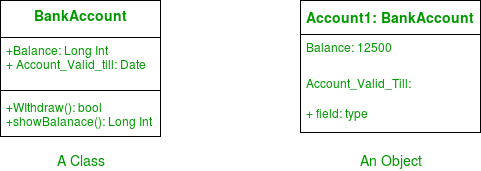 BankAccount
+Balance: Long Int
+ Account_Valid_till: Date
+WIthdraw(): bool
+showBalanace(): Long Int
A Class
Account1: BankAccount
Balance: 12500
Account_Valid_Till:
+ field: type
An Object